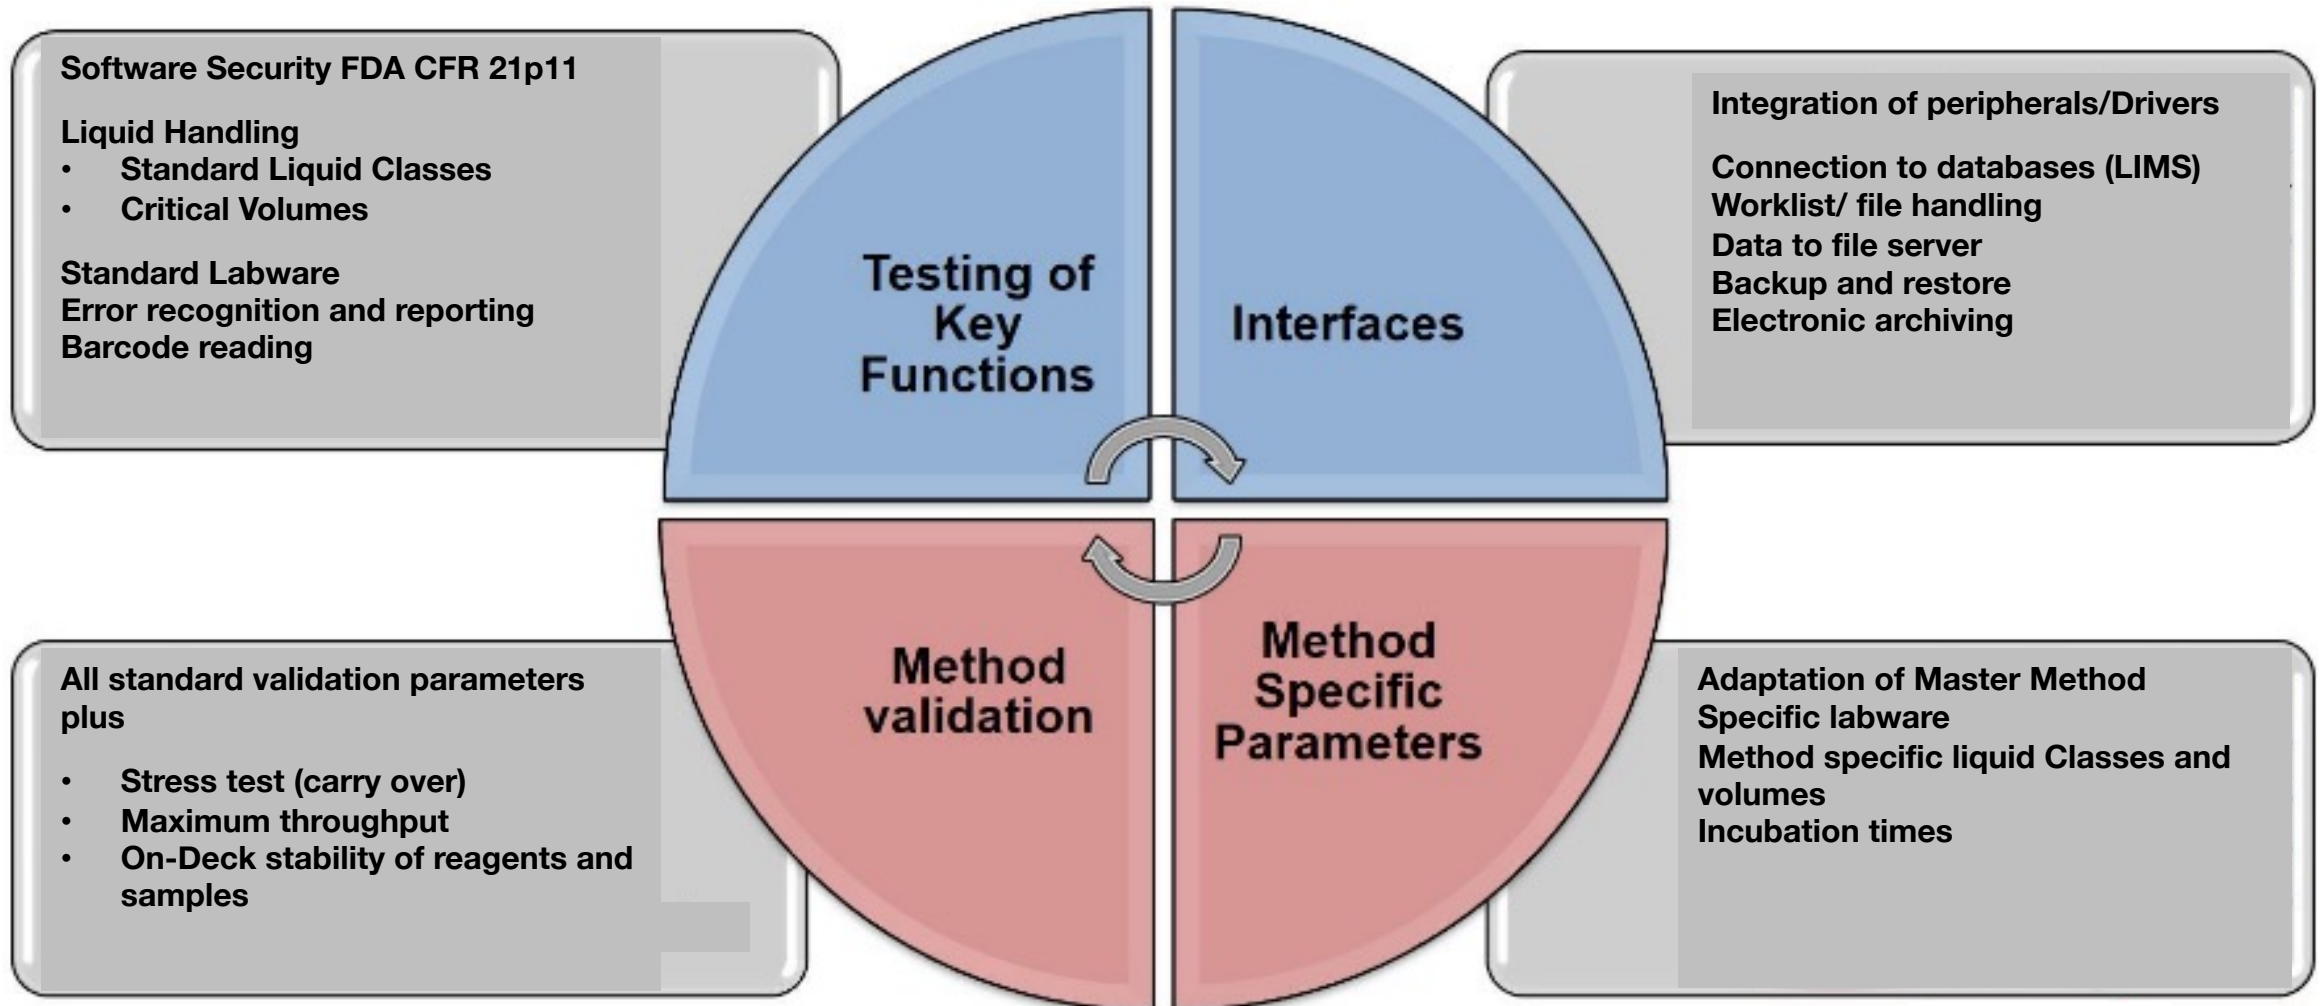 Software Security FDA CFR 21p11
Liquid Handling
• Standard Liquid Classes
• Critical Volumes
Standard Labware
Error recognition and reporting
Barcode reading
Testing of
Key
Functions
Interfaces
Integration of peripherals/Drivers
Connection to databases (LIMS)
Worklist/ file handling
Data to file server
Backup and restore
Electronic archiving
All standard validation parameters
plus
• Stress test (carry over)
• Maximum throughput
• On-Deck stability of reagents and
samples
Method
validation
Method
Specific
Parameters
Adaptation of Master Method
Specific labware
Method specific liquid Classes and
volumes
Incubation times